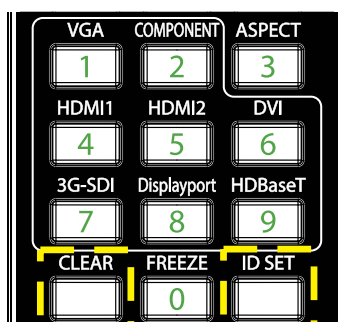 VGA COMPONENT ASPECT
1 2 3
HDMI1 HDMI2 DVI
4 5 6
3G-SDI Displayport HDBaseT
7 8 9
CLEAR FREEZE ID SET
0